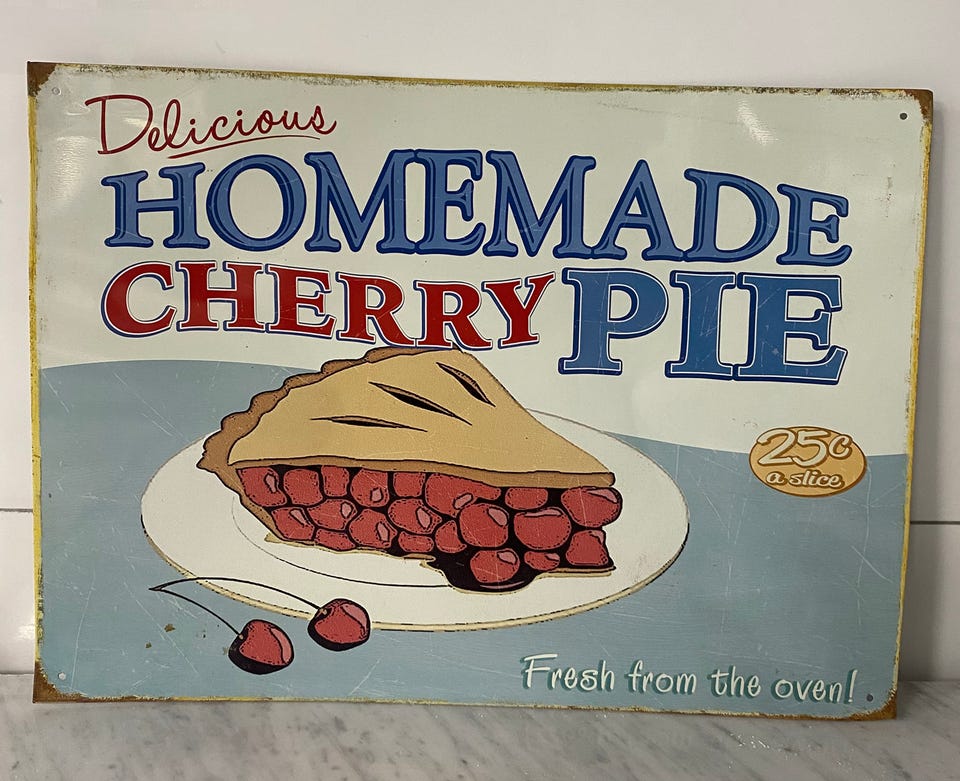 Delicious
HOMEMADE
CHERRY PIE
25¢
a slice
Fresh from the oven!